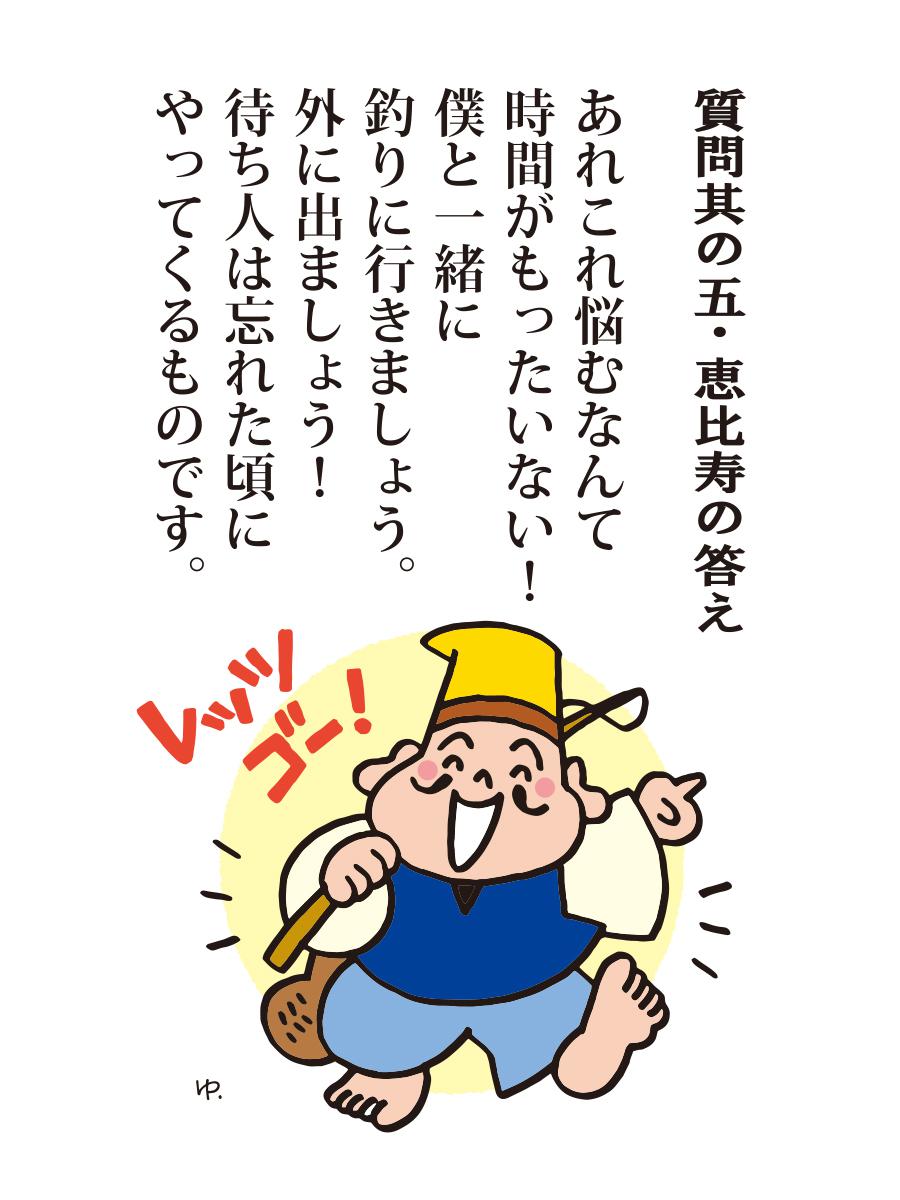 質問其の五・恵比寿の答え
あれこれ悩むなんて
時間がもったいない！
僕と一緒に
釣りに行きましょう。
外に出ましょう！
待ち人は忘れた頃に
やってくるものです。
レッツ
ゴー！
ゆ.